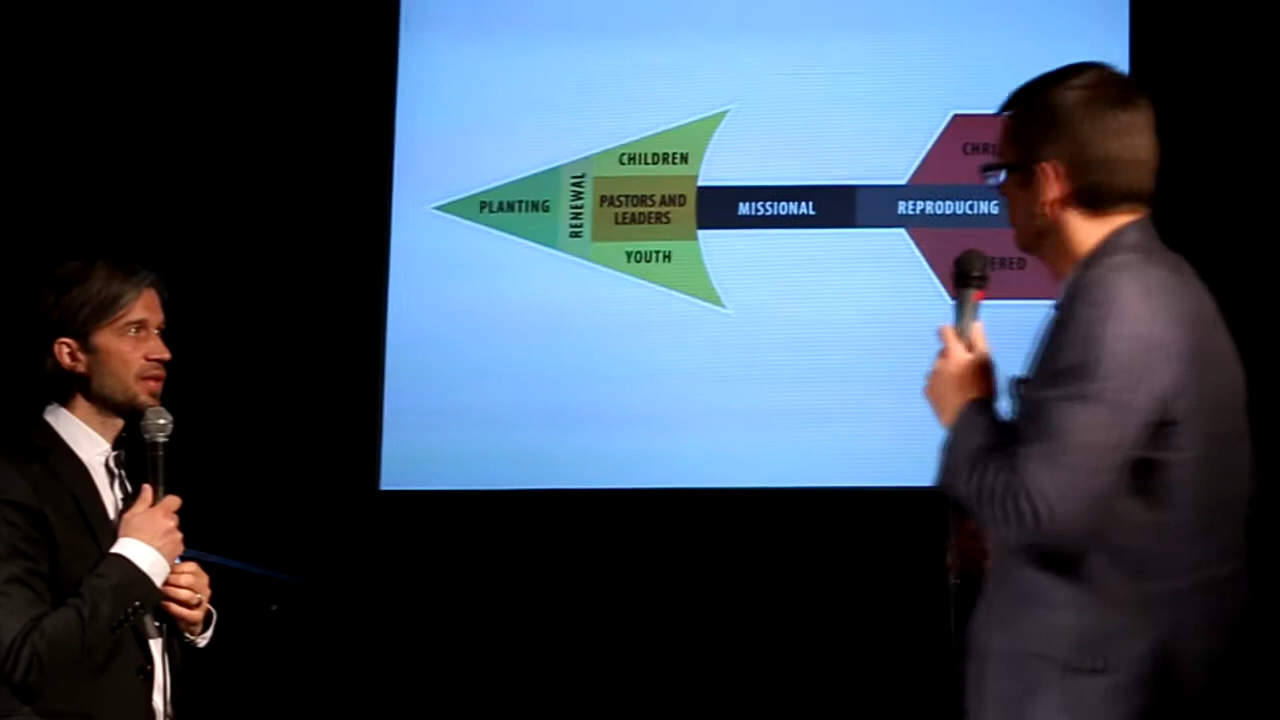 CHILDREN
PLANTING
RENEWAL
PASTORS AND
LEADERS
YOUTH
MISSIONAL
REPRODUCING